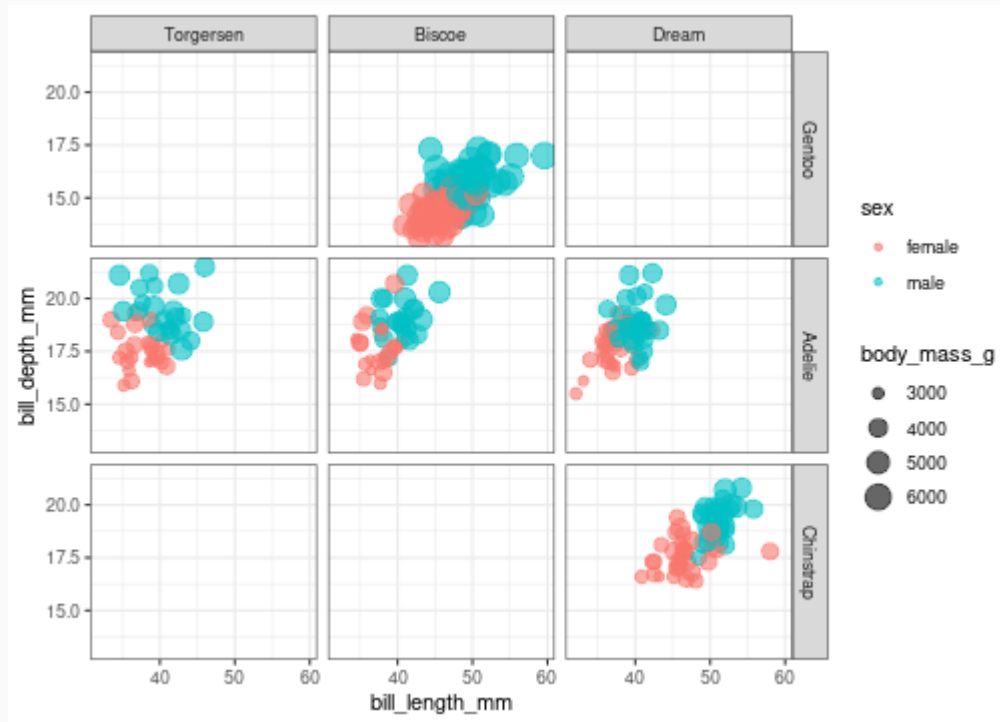 Torgersen Biscoe Dream
20.0
17.5
15.0
Gentoo
20.0
17.5
15.0
Adelie
20.0
17.5
15.0
Chinstrap
40 50 60 40 50 60 40 50 60
bill_length_mm
bill_depth_mm
sex
female
male
body_mass_g
3000
4000
5000
6000